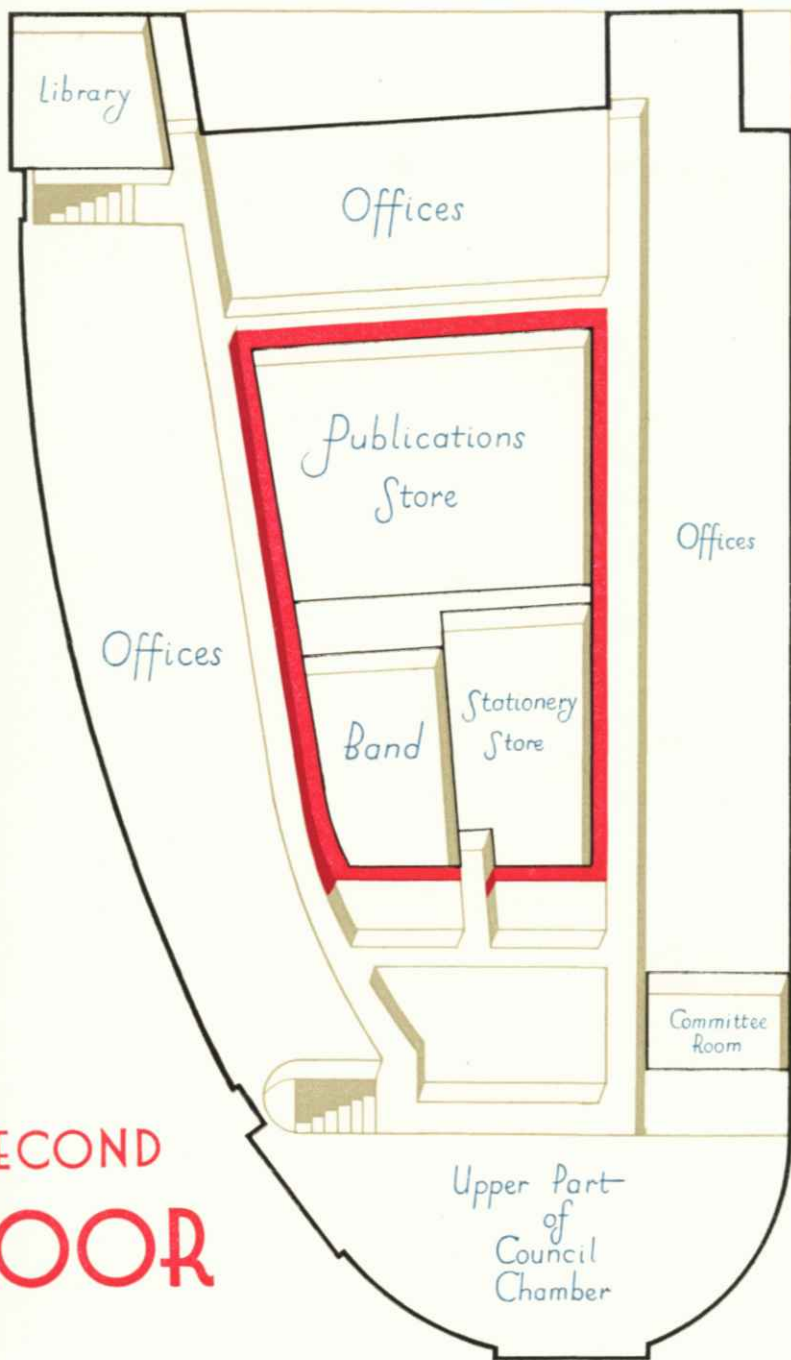 Library
Offices
Publications
Store
Offices
Offices
Band
Stationery
Store
Committee
Room
ECOND
OOR
Upper Part
of
Council
Chamber